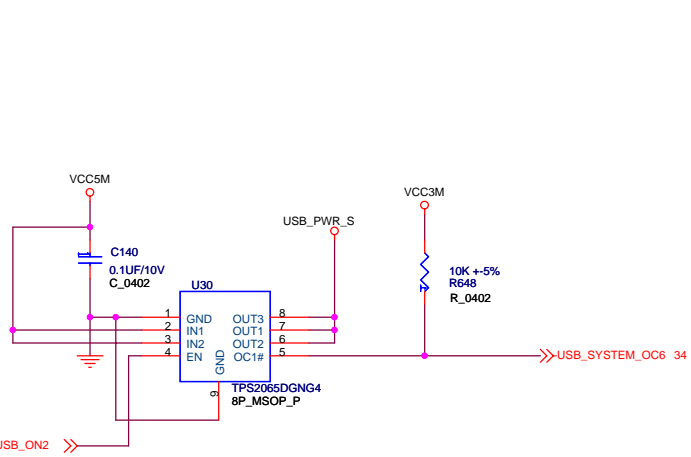 VCC5M
VCC3M
USB_PWR_S
C140
0.1UF/10V
C_0402
10K +-5%
R648
R_0402
U30
1 GND OUT3 8
2 IN1 OUT1 7
3 IN2 OUT2 6
4 EN OC1# 5
GND
9
USB_SYSTEM_OC6 34
TPS2065DGNG4
8P_MSOP_P
USB_ON2